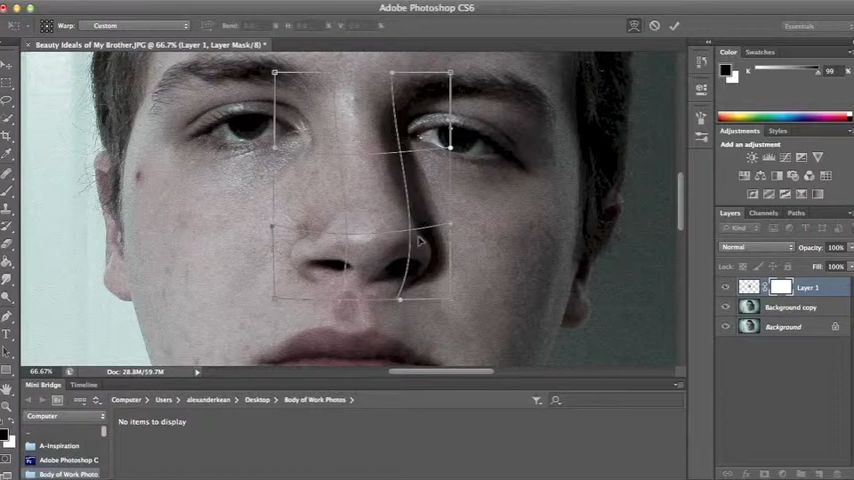 Adobe Photoshop CS6
Warp: Custom
Bend:
H:
V:
Essentials
× Beauty Ideals of My Brother.JPG @ 66.7% (Layer 1, Layer Mask/8) *
Color Swatches
K 99 %
Adjustments Styles
Add an adjustment
Layers Channels Paths
Kind
Normal Opacity: 100%
Lock: Fill: 100%
Layer 1
Background copy
Background
66.67% Doc: 28.8M/59.7M
Mini Bridge Timeline
Computer Users alexanderkean Desktop Body of Work Photos
Computer
No items to display
A-Inspiration
Adobe Photoshop C
Body of Work Photo